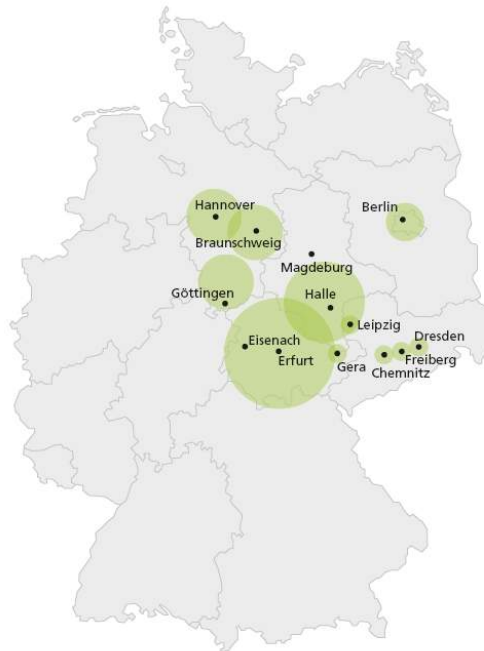 Hannover
Berlin
Braunschweig
Magdeburg
Göttingen
Halle
Leipzig
Eisenach
Dresden
Erfurt
Gera
Freiberg
Chemnitz